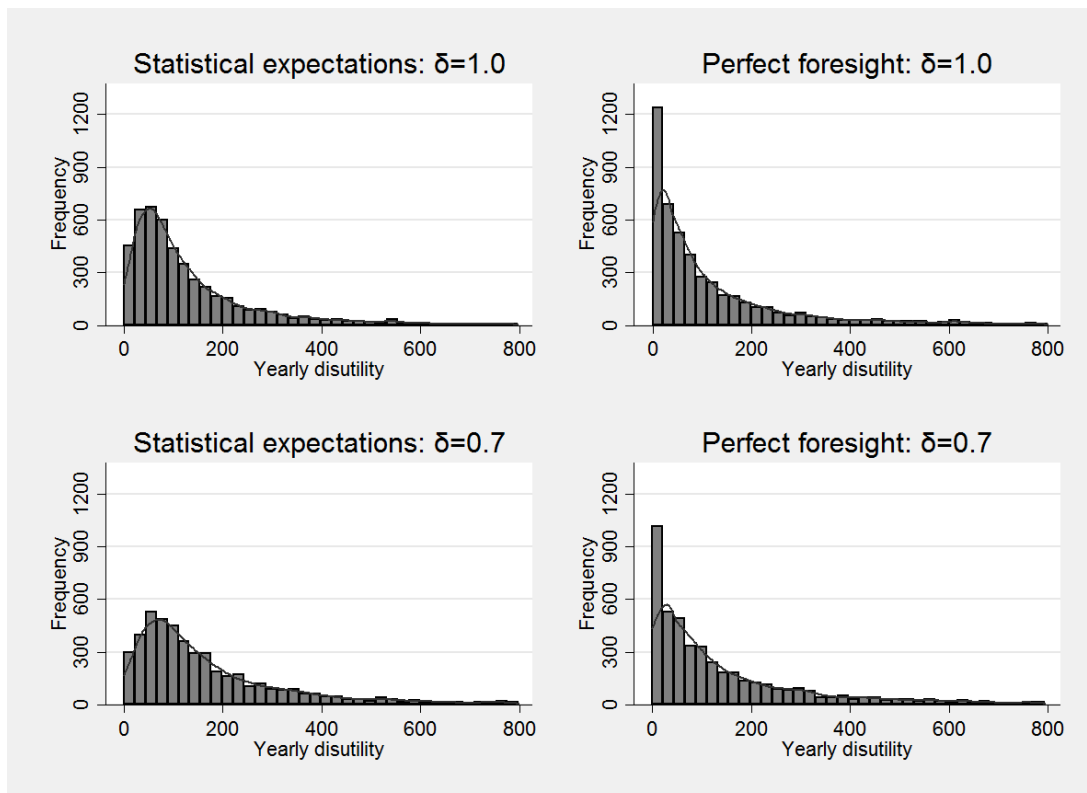 Statistical expectations: δ=1.0
Frequency
1200
900
600
300
0
0 200 400 600 800
Yearly disutility
Perfect foresight: δ=1.0
Frequency
1200
900
600
300
0
0 200 400 600 800
Yearly disutility
Statistical expectations: δ=0.7
Frequency
1200
900
600
300
0
0 200 400 600 800
Yearly disutility
Perfect foresight: δ=0.7
Frequency
1200
900
600
300
0
0 200 400 600 800
Yearly disutility